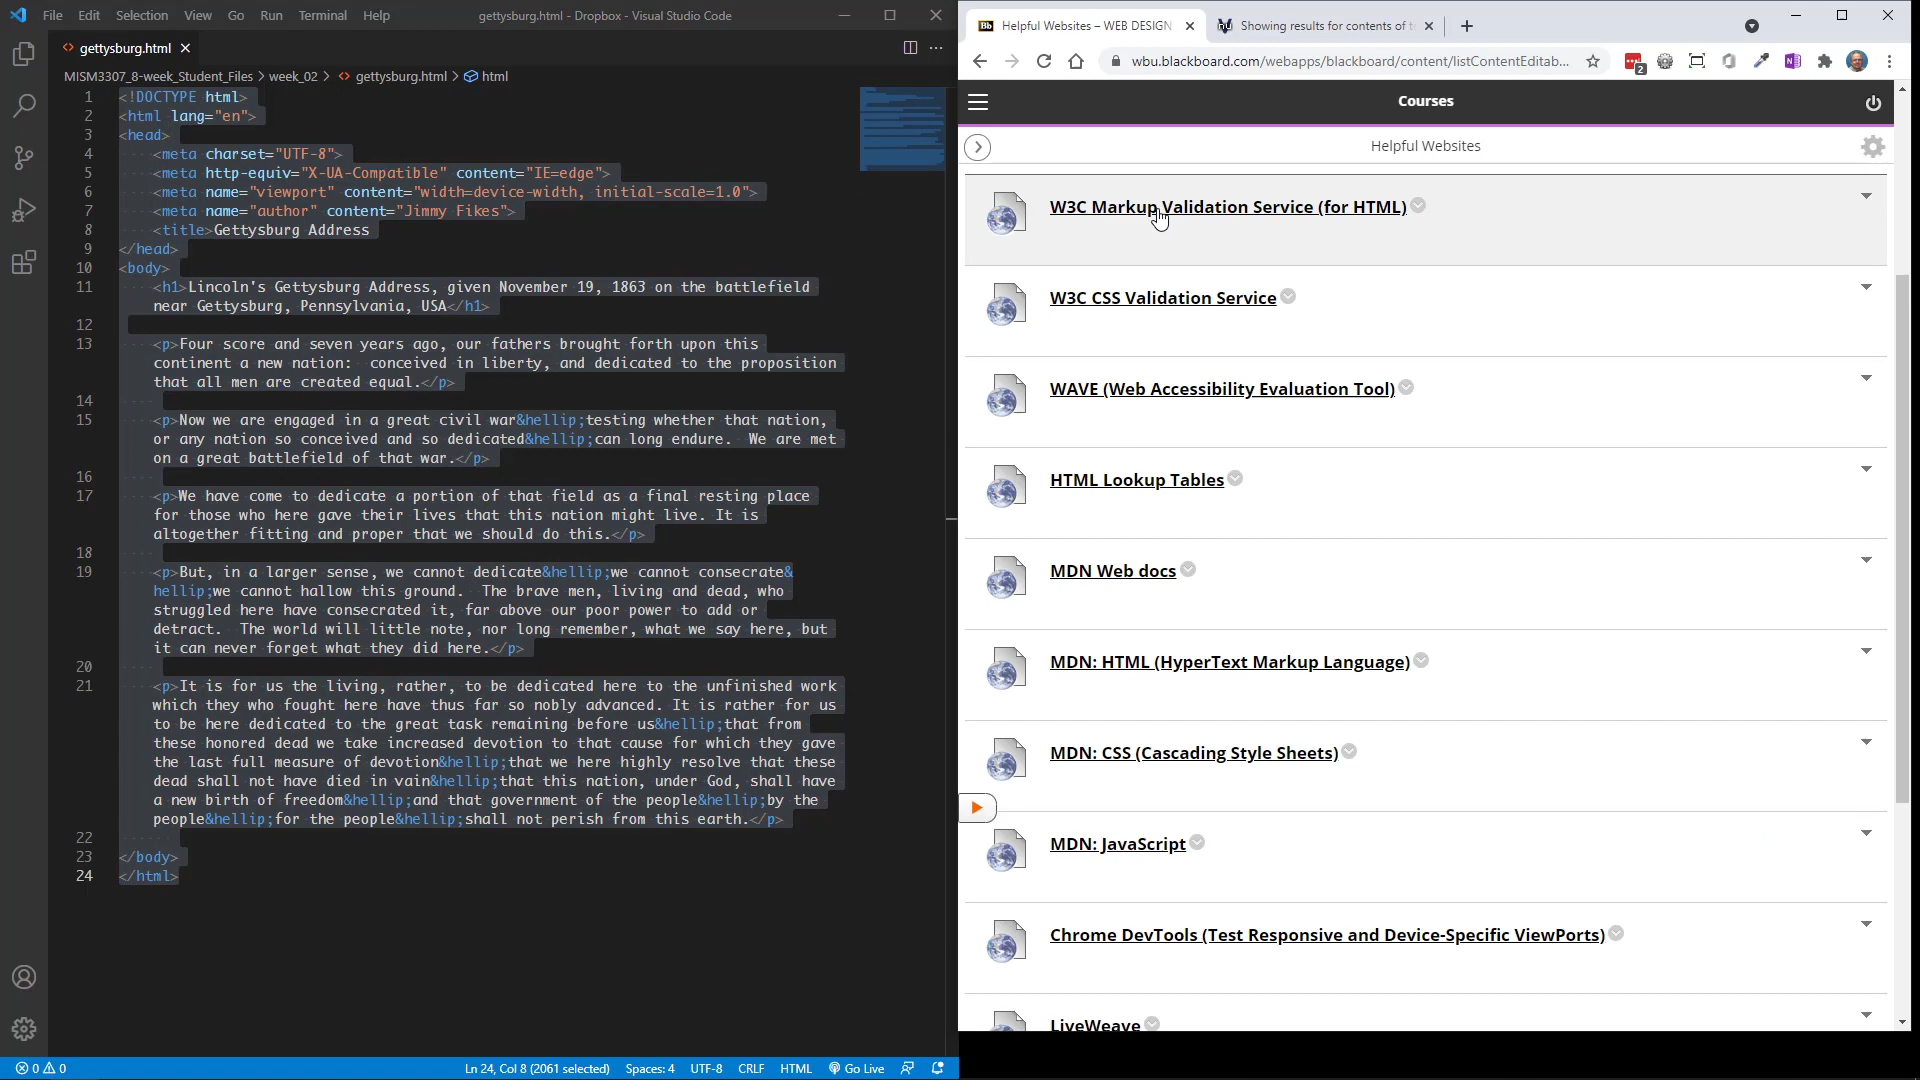 File Edit Selection View Go Run Terminal Help gettysburg.html - Dropbox - Visual Studio Code
gettysburg.html
MISM3307_8-week_Student_Files > week_02 > gettysburg.html > html
1 <!DOCTYPE html>
2 <html lang="en">
3 <head>
4 <meta charset="UTF-8">
5 <meta http-equiv="X-UA-Compatible" content="IE=edge">
6 <meta name="viewport" content="width=device-width, initial-scale=1.0">
7 <meta name="author" content="Jimmy Fikes">
8 <title>Gettysburg Address
9 </head>
10 <body>
11 <h1>Lincoln's Gettysburg Address, given November 19, 1863 on the battlefield
near Gettysburg, Pennsylvania, USA</h1>
12
13 <p>Four score and seven years ago, our fathers brought forth upon this
continent a new nation:  conceived in liberty, and dedicated to the proposition
that all men are created equal.</p>
14
15 <p>Now we are engaged in a great civil war&hellip;testing whether that nation,
or any nation so conceived and so dedicated&hellip;can long endure.  We are met
on a great battlefield of that war.</p>
16
17 <p>We have come to dedicate a portion of that field as a final resting place
for those who here gave their lives that this nation might live. It is
altogether fitting and proper that we should do this.</p>
18
19 <p>But, in a larger sense, we cannot dedicate&hellip;we cannot consecrate&
hellip;we cannot hallow this ground.  The brave men, living and dead, who
struggled here have consecrated it, far above our poor power to add or
detract.  The world will little note, nor long remember, what we say here, but
it can never forget what they did here.</p>
20
21 <p>It is for us the living, rather, to be dedicated here to the unfinished work
which they who fought here have thus far so nobly advanced. It is rather for us
to be here dedicated to the great task remaining before us&hellip;that from
these honored dead we take increased devotion to that cause for which they gave
the last full measure of devotion&hellip;that we here highly resolve that these
dead shall not have died in vain&hellip;that this nation, under God, shall have
a new birth of freedom&hellip;and that government of the people&hellip;by the
people&hellip;for the people&hellip;shall not perish from this earth.</p>
22
23 </body>
24 </html>
0 0 Ln 24, Col 8 (2061 selected) Spaces: 4 UTF-8 CRLF HTML Go Live
Bb Helpful Websites – WEB DESIGN
Showing results for contents of t
wbu.blackboard.com/webapps/blackboard/content/listContentEditab...
2
Courses
Helpful Websites
W3C Markup Validation Service (for HTML)
W3C CSS Validation Service
WAVE (Web Accessibility Evaluation Tool)
HTML Lookup Tables
MDN Web docs
MDN: HTML (HyperText Markup Language)
MDN: CSS (Cascading Style Sheets)
MDN: JavaScript
Chrome DevTools (Test Responsive and Device-Specific ViewPorts)
LiveWeave